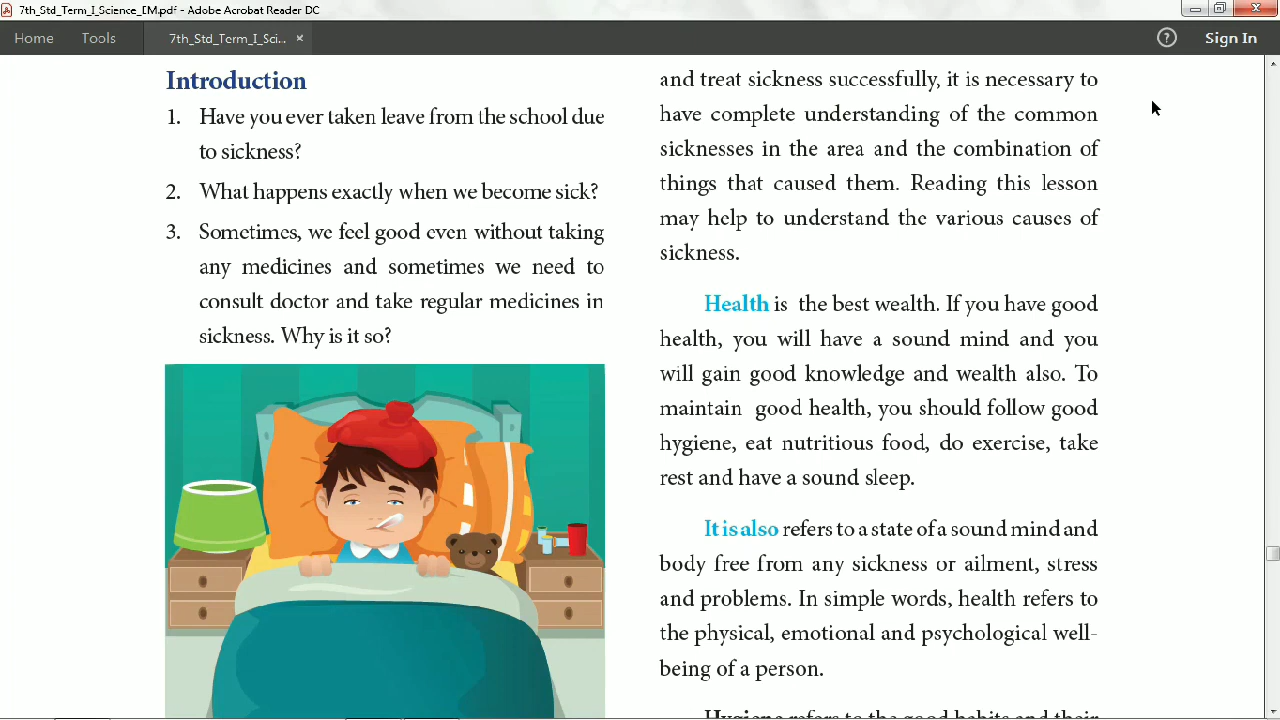 7th_Std_Term_I_Science_EM.pdf - Adobe Acrobat Reader DC
Home Tools 7th_Std_Term_I_Sci... × ? Sign In
Introduction
1. Have you ever taken leave from the school due
to sickness?
2. What happens exactly when we become sick?
3. Sometimes, we feel good even without taking
any medicines and sometimes we need to
consult doctor and take regular medicines in
sickness. Why is it so?
and treat sickness successfully, it is necessary to
have complete understanding of the common
sicknesses in the area and the combination of
things that caused them. Reading this lesson
may help to understand the various causes of
sickness.
Health is the best wealth. If you have good
health, you will have a sound mind and you
will gain good knowledge and wealth also. To
maintain good health, you should follow good
hygiene, eat nutritious food, do exercise, take
rest and have a sound sleep.
It is also refers to a state of a sound mind and
body free from any sickness or ailment, stress
and problems. In simple words, health refers to
the physical, emotional and psychological well-
being of a person.
Hygiene refers to the good habits and their